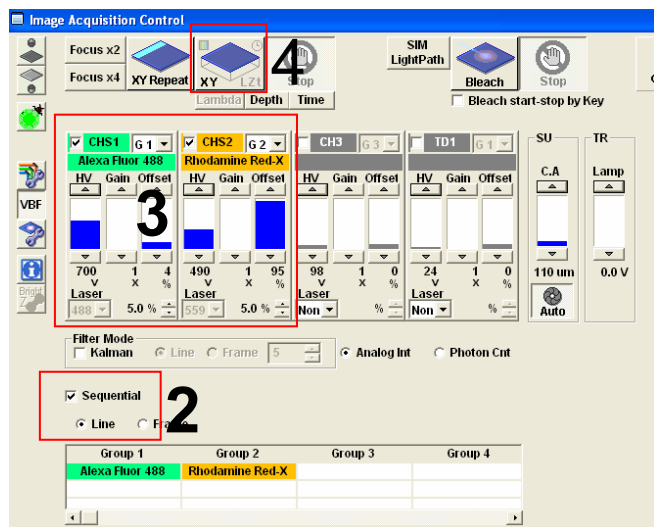 Image Acquisition Control
Focus x2
Focus x4
XY Repeat
XY
LZt
4
Stop
Lambda Depth Time
SIM
LightPath
Bleach
Stop
Bleach start-stop by Key
VBF
Bright
Z
CHS1 G 1
Alexa Fluor 488
HV Gain Offset
3
700 1 4
V X %
Laser
488 5.0 %
CHS2 G 2
Rhodamine Red-X
HV Gain Offset
490 1 95
V X %
Laser
559 5.0 %
CH3 G 3
HV Gain Offset
98 1 0
V X %
Laser
Non %
TD1 G 1
HV Gain Offset
24 1 0
V X %
Laser
Non %
SU
C.A
110 um
Auto
TR
Lamp
0.0 V
Filter Mode
Kalman Line Frame 5 Analog Int Photon Cnt
Sequential
2
Line Frame
Group 1 Group 2 Group 3 Group 4
Alexa Fluor 488 Rhodamine Red-X